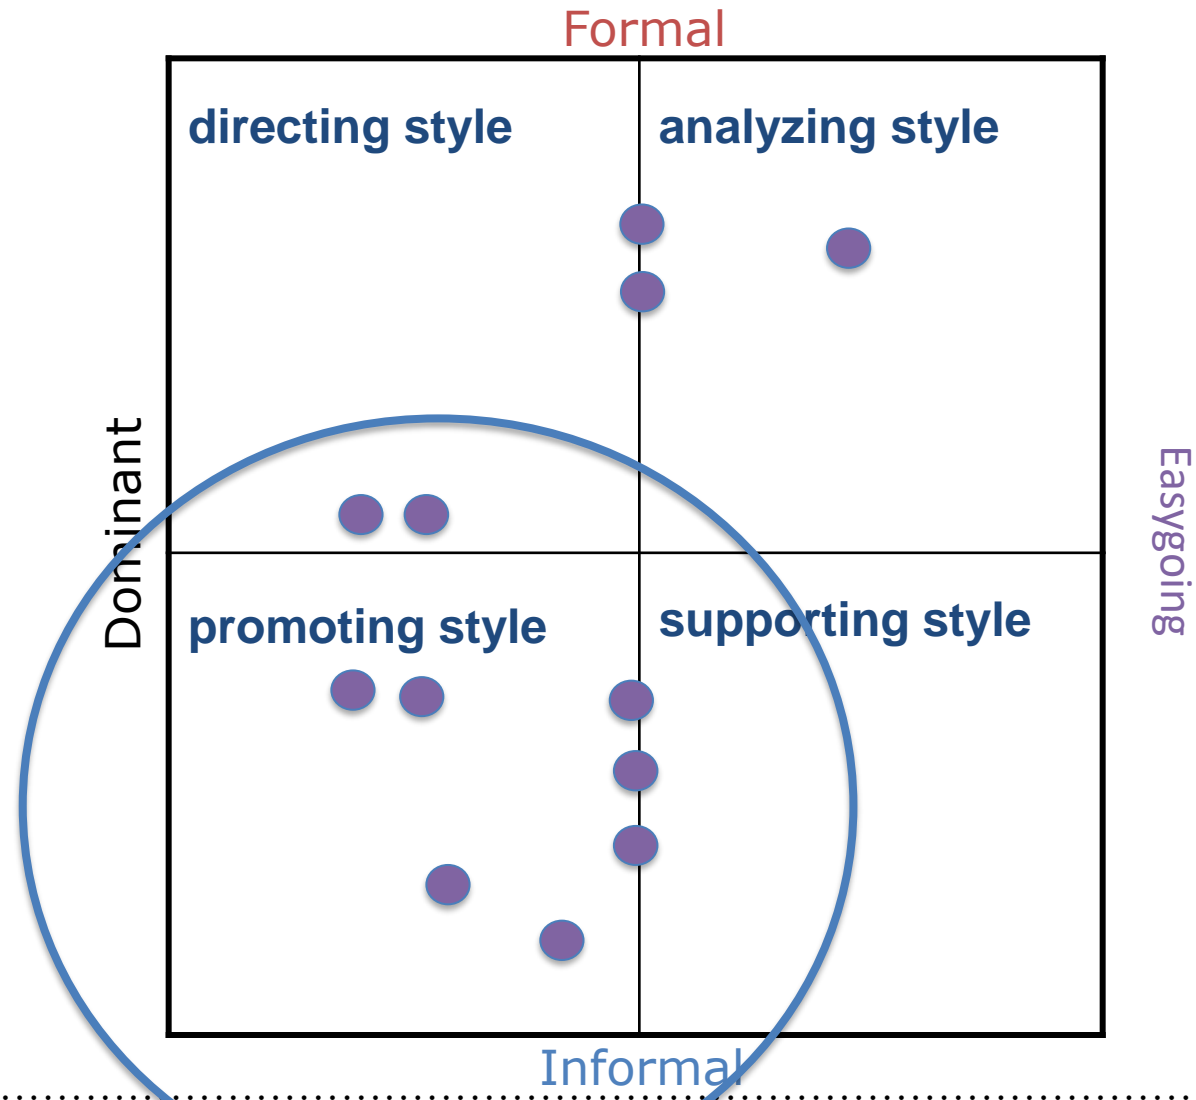 Formal
directing style
analyzing style
Dominant
Easygoing
promoting style
supporting style
Informal